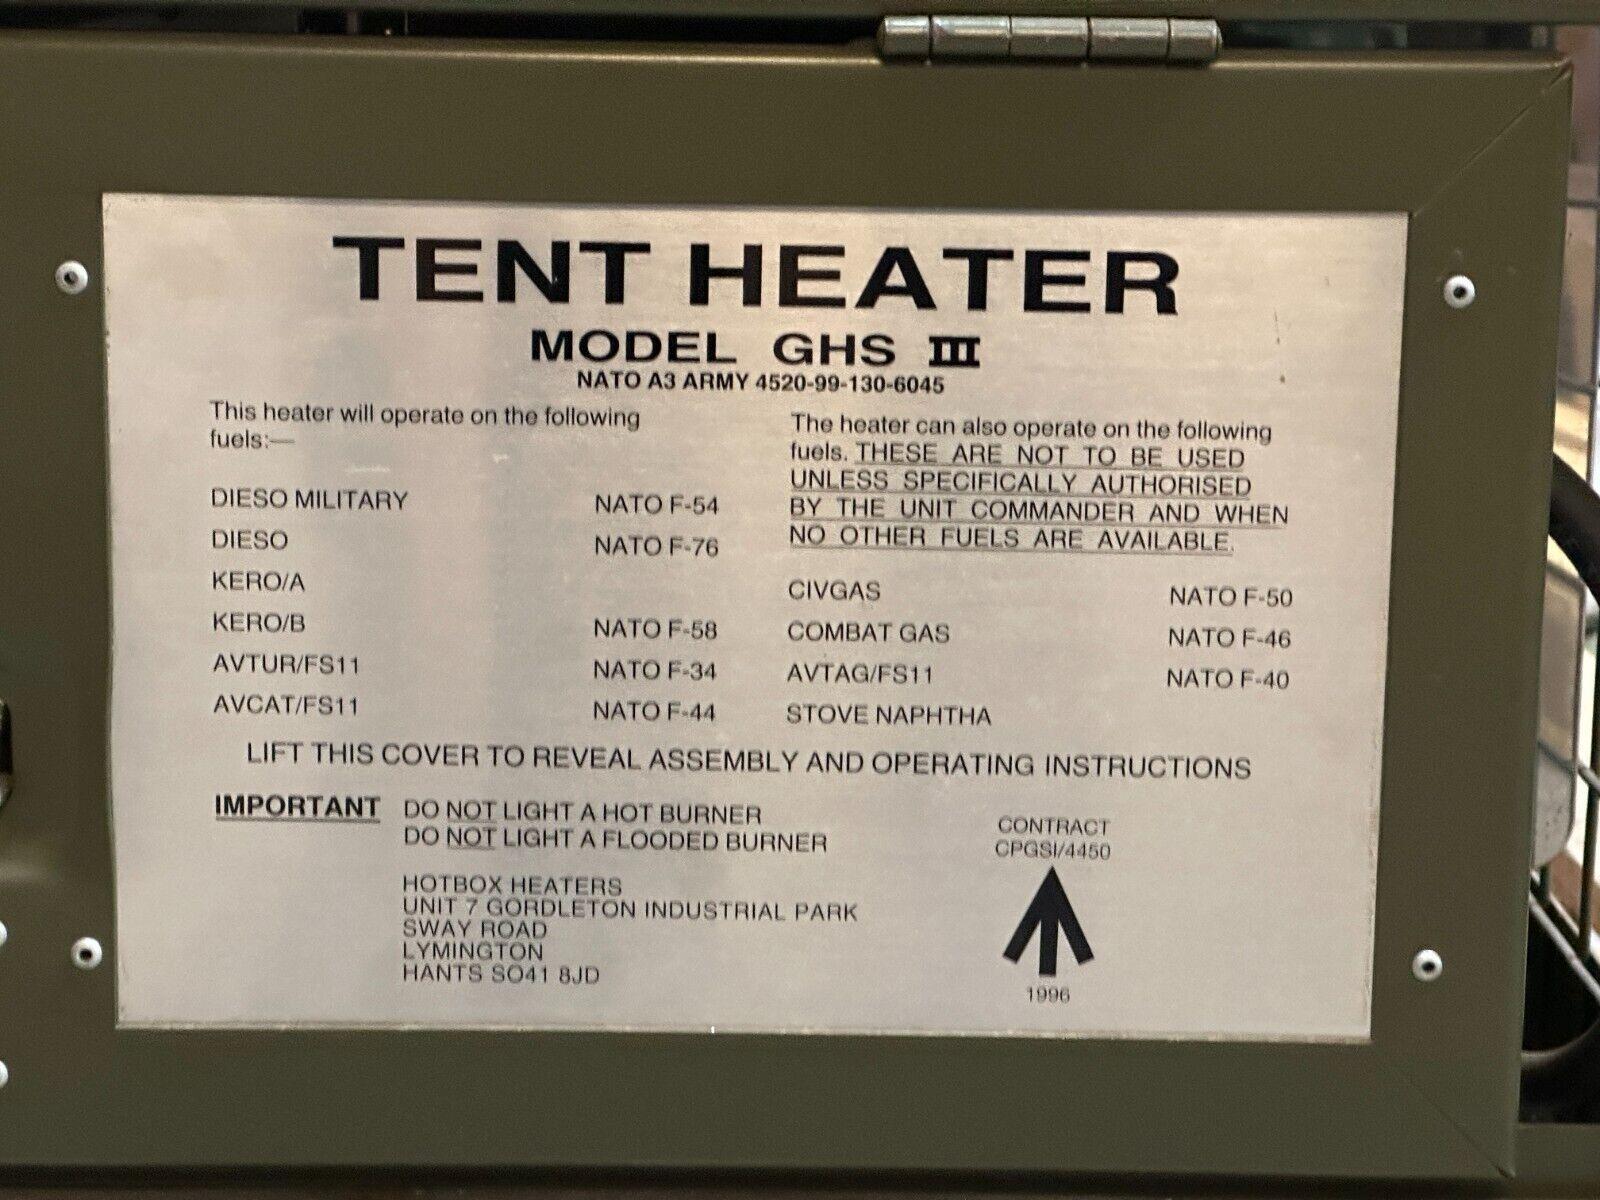 TENT HEATER
MODEL GHS III
NATO A3 ARMY 4520-99-130-6045
This heater will operate on the following
fuels:—
DIESO MILITARY NATO F-54
DIESO NATO F-76
KERO/A
KERO/B NATO F-58
AVTUR/FS11 NATO F-34
AVCAT/FS11 NATO F-44
The heater can also operate on the following
fuels. THESE ARE NOT TO BE USED
UNLESS SPECIFICALLY AUTHORISED
BY THE UNIT COMMANDER AND WHEN
NO OTHER FUELS ARE AVAILABLE.
CIVGAS NATO F-50
COMBAT GAS NATO F-46
AVTAG/FS11 NATO F-40
STOVE NAPHTHA
LIFT THIS COVER TO REVEAL ASSEMBLY AND OPERATING INSTRUCTIONS
IMPORTANT DO NOT LIGHT A HOT BURNER
DO NOT LIGHT A FLOODED BURNER
HOTBOX HEATERS
UNIT 7 GORDLETON INDUSTRIAL PARK
SWAY ROAD
LYMINGTON
HANTS SO41 8JD
CONTRACT
CPGSI/4450
1996